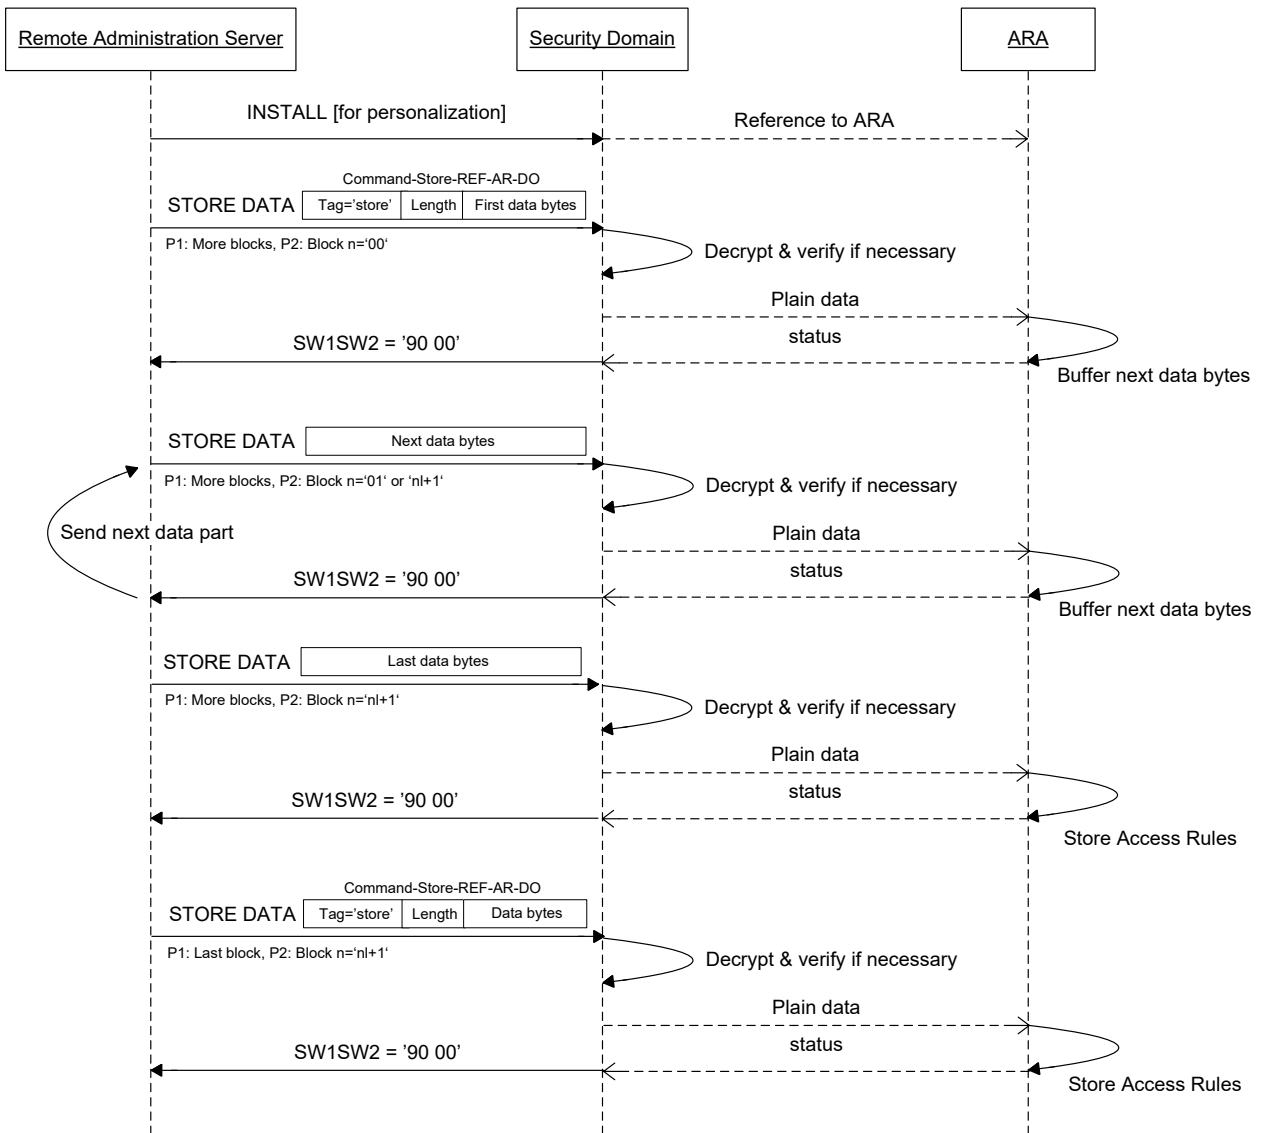 Remote Administration Server
Security Domain
ARA
INSTALL [for personalization]
Reference to ARA
Command-Store-REF-AR-DO
STORE DATA Tag=’store’ Length First data bytes
P1: More blocks, P2: Block n=‘00‘
Decrypt & verify if necessary
Plain data
SW1SW2 = ’90 00’
status
Buffer next data bytes
STORE DATA Next data bytes
P1: More blocks, P2: Block n=‘01‘ or ‘nl+1‘
Decrypt & verify if necessary
Send next data part
Plain data
SW1SW2 = ’90 00’
status
Buffer next data bytes
STORE DATA Last data bytes
P1: More blocks, P2: Block n=‘nl+1‘
Decrypt & verify if necessary
Plain data
SW1SW2 = ’90 00’
status
Store Access Rules
Command-Store-REF-AR-DO
STORE DATA Tag=’store’ Length Data bytes
P1: Last block, P2: Block n=‘nl+1‘
Decrypt & verify if necessary
Plain data
SW1SW2 = ’90 00’
status
Store Access Rules